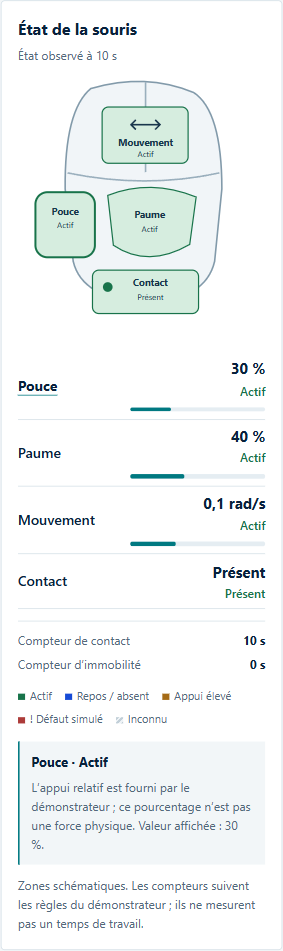 État de la souris
État observé à 10 s
Mouvement
Actif
Pouce
Actif
Paume
Actif
Contact
Présent
Pouce
30 %
Actif
Paume
40 %
Actif
Mouvement
0,1 rad/s
Actif
Contact
Présent
Présent
Compteur de contact 10 s
Compteur d’immobilité 0 s
Actif Repos / absent Appui élevé
! Défaut simulé Inconnu
Pouce · Actif
L’appui relatif est fourni par le
démonstrateur ; ce pourcentage n’est pas
une force physique. Valeur affichée : 30
%.
Zones schématiques. Les compteurs suivent
les règles du démonstrateur ; ils ne mesurent
pas un temps de travail.